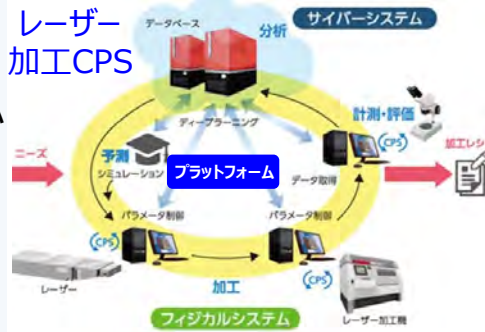 レーザー
加工CPS
データベース
分析
サイバーシステム
ディープラーニング
計測・評価
CPS
加工レシ
ニーズ
予測
シミュレーション
プラットフォーム
データ取得
パラメータ制御
パラメータ制御
CPS
CPS
レーザー
加工
レーザー加工機
フィジカルシステム